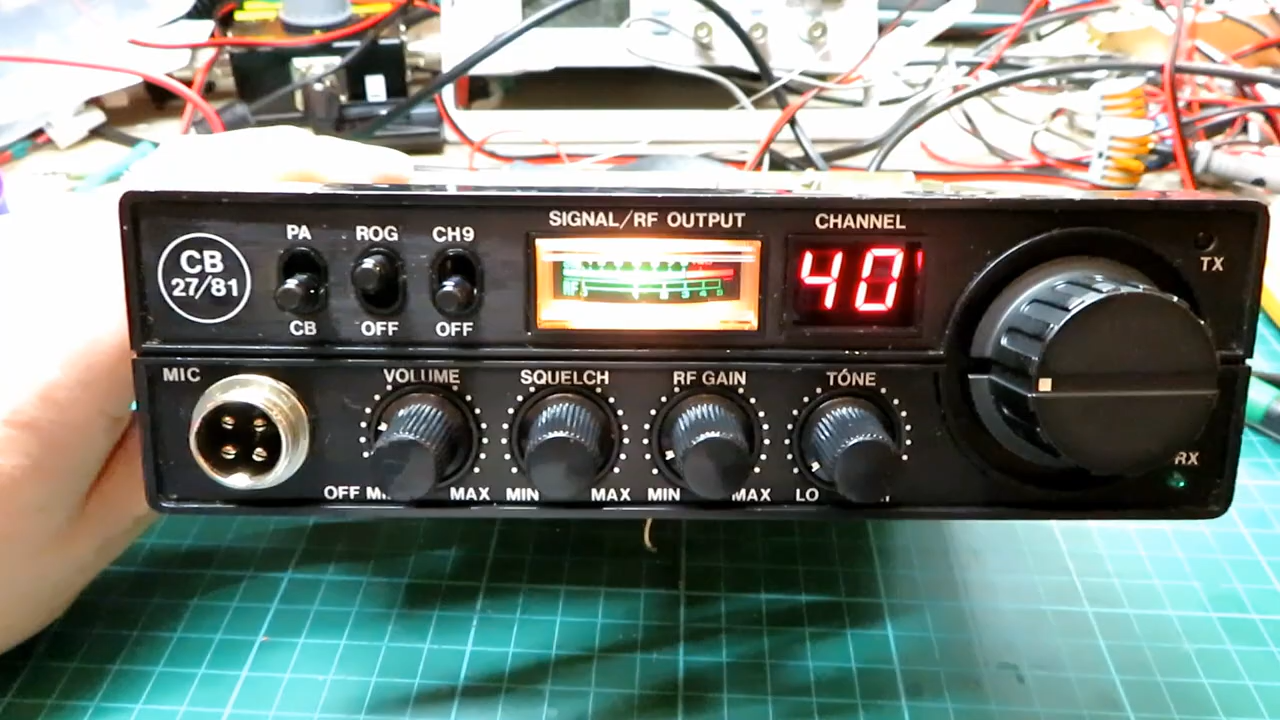 PA ROG CH9
SIGNAL/RF OUTPUT
CHANNEL
CB
27/81
40
TX
CB OFF OFF
MIC
VOLUME
SQUELCH
RF GAIN
TONE
RX
OFF MAX
MIN MAX
MIN MAX
LO